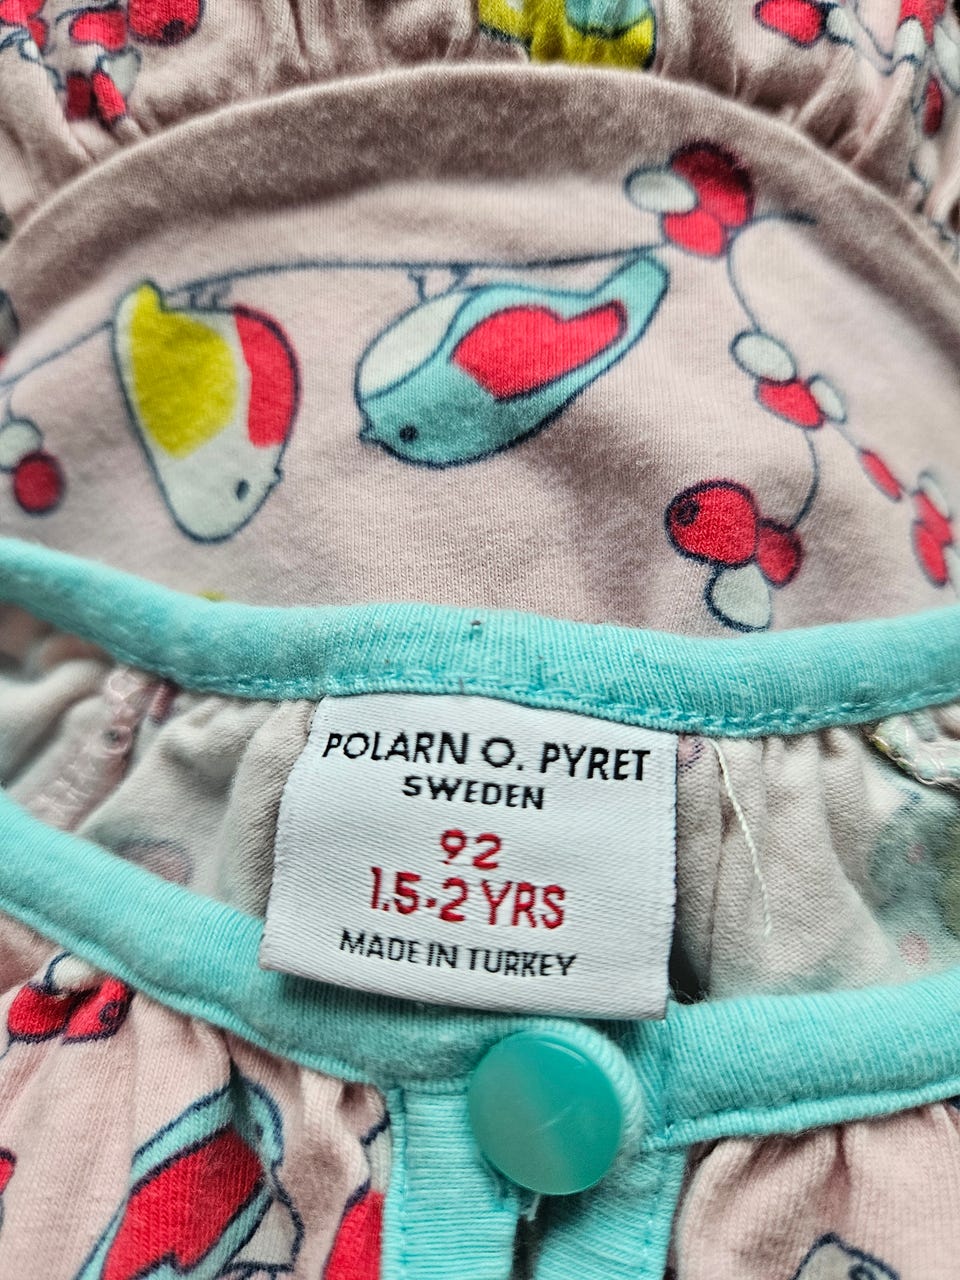 POLARN O. PYRET
SWEDEN
92
1.5-2 YRS
MADE IN TURKEY